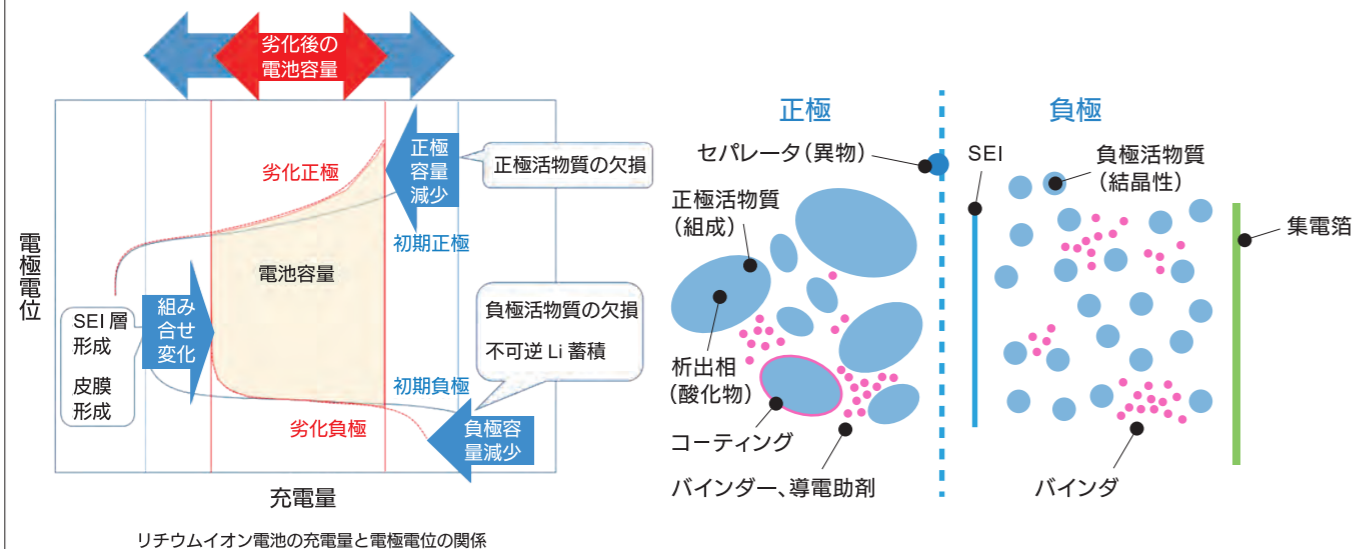 劣化後の
電池容量
劣化正極
正極
容量
減少
正極活物質の欠損
初期正極
電池容量
電極電位
SEI 層
形成
皮膜
形成
組み
合せ
変化
負極活物質の欠損
不可逆 Li 蓄積
初期負極
劣化負極
負極容
量減少
充電量
リチウムイオン電池の充電量と電極電位の関係
正極
負極
セパレータ（異物）
SEI
負極活物質
（結晶性）
正極活物質
（組成）
集電箔
析出相
（酸化物）
コーティング
バインダー、導電助剤
バインダ